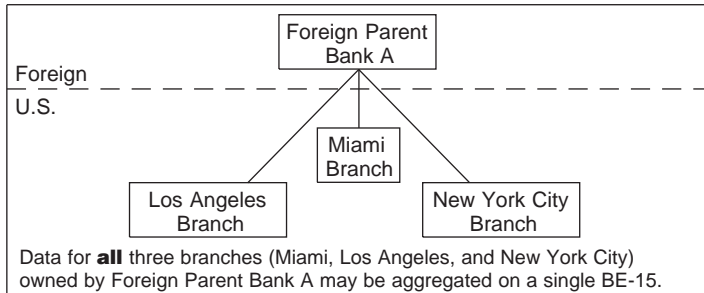 Foreign Parent
Bank A
Foreign
U.S.
Miami
Branch
Los Angeles
Branch
New York City
Branch
Data for all three branches (Miami, Los Angeles, and New York City)
owned by Foreign Parent Bank A may be aggregated on a single BE-15.